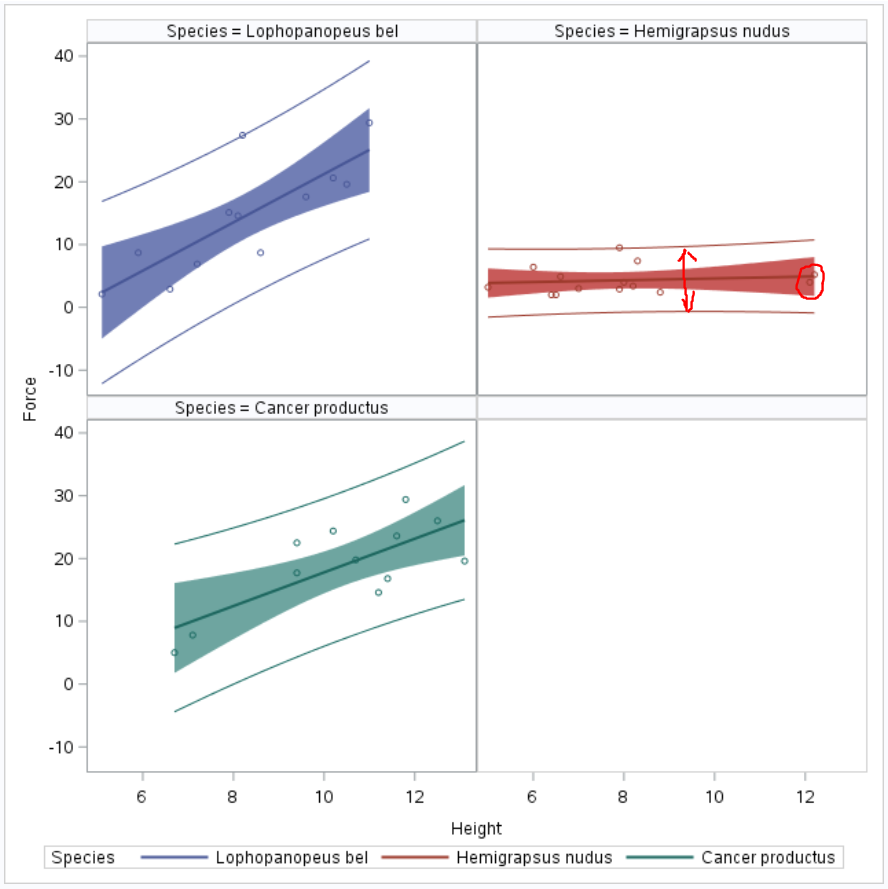 Species = Lophopanopeus bel
Species = Hemigrapsus nudus
40
30
20
10
0
-10
Species = Cancer productus
40
30
20
10
0
-10
Force
6 8 10 12
6 8 10 12
Height
Species Lophopanopeus bel Hemigrapsus nudus Cancer productus